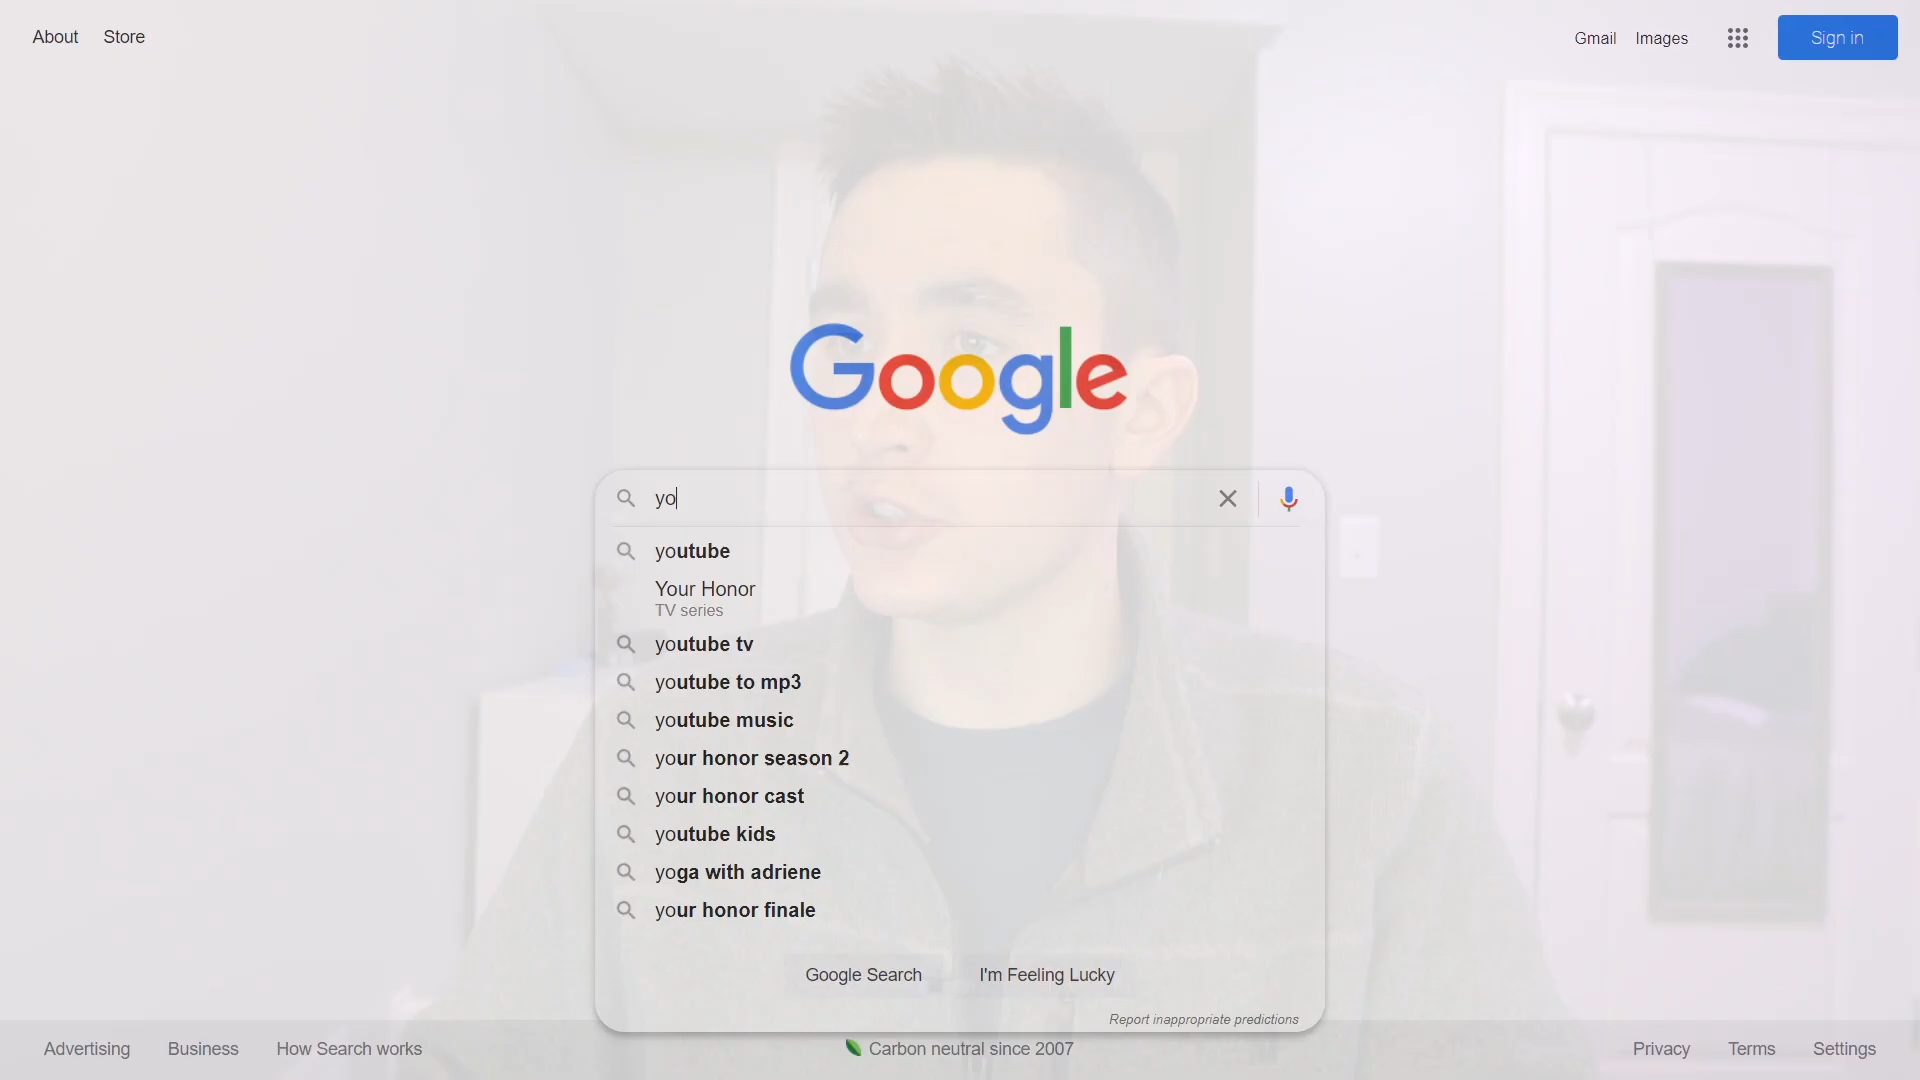 About Store
Gmail Images Sign in
Google
yo
youtube
Your Honor
TV series
youtube tv
youtube to mp3
youtube music
your honor season 2
your honor cast
youtube kids
yoga with adriene
your honor finale
Google Search I'm Feeling Lucky
Report inappropriate predictions
Advertising Business How Search works Carbon neutral since 2007 Privacy Terms Settings